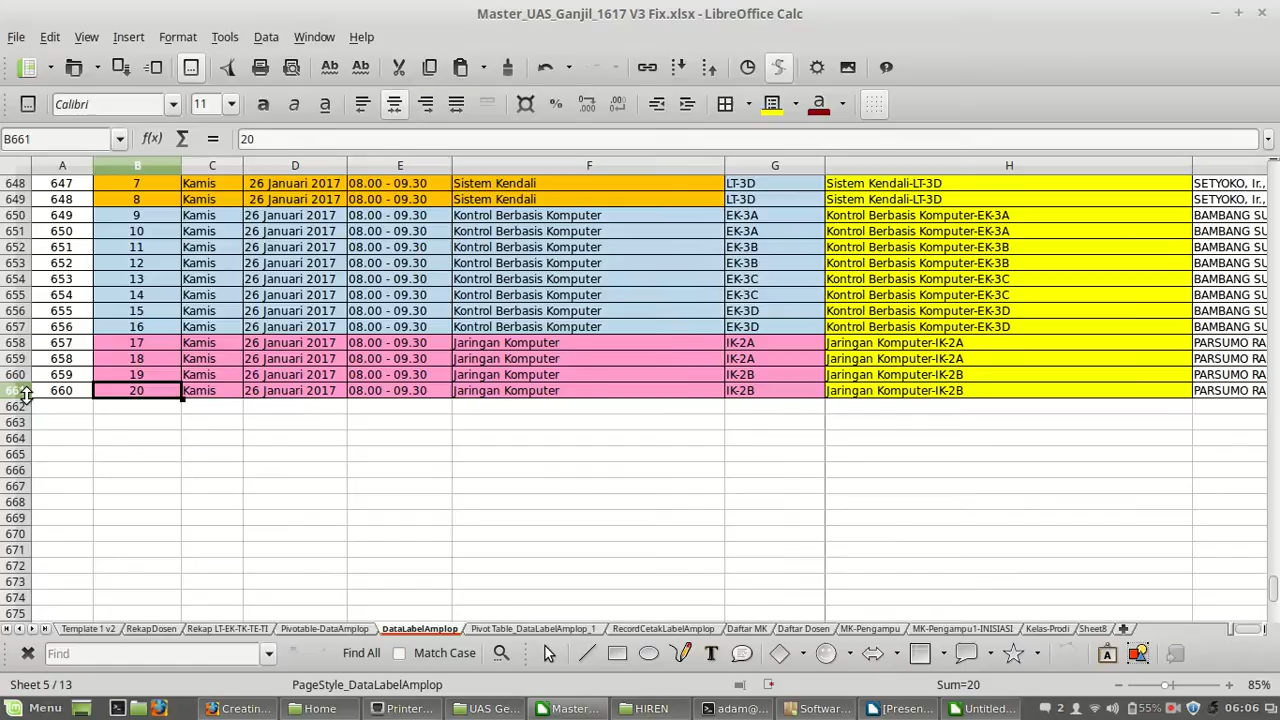 Master_UAS_Ganjil_1617 V3 Fix.xlsx - LibreOffice Calc
File Edit View Insert Format Tools Data Window Help
Calibri 11
B661 f(x) Σ = 20
A B C D E F G H
648 647 7 Kamis 26 Januari 2017 08.00 - 09.30 Sistem Kendali LT-3D Sistem Kendali-LT-3D SETYOKO, Ir.,
649 648 8 Kamis 26 Januari 2017 08.00 - 09.30 Sistem Kendali LT-3D Sistem Kendali-LT-3D SETYOKO, Ir.,
650 649 9 Kamis 26 Januari 2017 08.00 - 09.30 Kontrol Berbasis Komputer EK-3A Kontrol Berbasis Komputer-EK-3A BAMBANG SU
651 650 10 Kamis 26 Januari 2017 08.00 - 09.30 Kontrol Berbasis Komputer EK-3A Kontrol Berbasis Komputer-EK-3A BAMBANG SU
652 651 11 Kamis 26 Januari 2017 08.00 - 09.30 Kontrol Berbasis Komputer EK-3B Kontrol Berbasis Komputer-EK-3B BAMBANG SU
653 652 12 Kamis 26 Januari 2017 08.00 - 09.30 Kontrol Berbasis Komputer EK-3B Kontrol Berbasis Komputer-EK-3B BAMBANG SU
654 653 13 Kamis 26 Januari 2017 08.00 - 09.30 Kontrol Berbasis Komputer EK-3C Kontrol Berbasis Komputer-EK-3C BAMBANG SU
655 654 14 Kamis 26 Januari 2017 08.00 - 09.30 Kontrol Berbasis Komputer EK-3C Kontrol Berbasis Komputer-EK-3C BAMBANG SU
656 655 15 Kamis 26 Januari 2017 08.00 - 09.30 Kontrol Berbasis Komputer EK-3D Kontrol Berbasis Komputer-EK-3D BAMBANG SU
657 656 16 Kamis 26 Januari 2017 08.00 - 09.30 Kontrol Berbasis Komputer EK-3D Kontrol Berbasis Komputer-EK-3D BAMBANG SU
658 657 17 Kamis 26 Januari 2017 08.00 - 09.30 Jaringan Komputer IK-2A Jaringan Komputer-IK-2A PARSUMO RA
659 658 18 Kamis 26 Januari 2017 08.00 - 09.30 Jaringan Komputer IK-2A Jaringan Komputer-IK-2A PARSUMO RA
660 659 19 Kamis 26 Januari 2017 08.00 - 09.30 Jaringan Komputer IK-2B Jaringan Komputer-IK-2B PARSUMO RA
660 20 Kamis 26 Januari 2017 08.00 - 09.30 Jaringan Komputer IK-2B Jaringan Komputer-IK-2B PARSUMO RA
662
663
664
665
666
667
668
669
670
671
672
673
674
675
Template 1 v2 RekapDosen Rekap LT-EK-TK-TE-TI Pivotable-DataAmplop DataLabelAmplop Pivot Table_DataLabelAmplop_1 RecordCetakLabelAmplop Daftar MK Daftar Dosen MK-Pengampu MK-Pengampu1-INISIASI Kelas-Prodi Sheet8
Find Find All Match Case
Sheet 5 / 13 PageStyle_DataLabelAmplop Sum=20 85%
Menu Creatin... Home Printer... UAS Ge... Master... HIREN adam@... Softwar... [Presen... Untitled... 2 55% 06:06